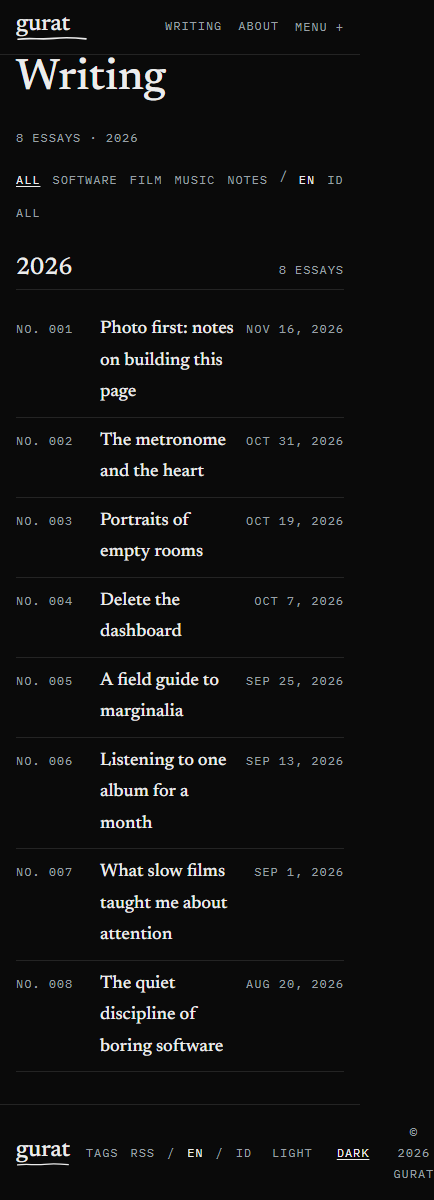 gurat WRITING ABOUT MENU +
Writing
8 ESSAYS · 2026
ALL SOFTWARE FILM MUSIC NOTES / EN ID
ALL
2026 8 ESSAYS
NO. 001 Photo first: notes NOV 16, 2026
on building this
page
NO. 002 The metronome OCT 31, 2026
and the heart
NO. 003 Portraits of OCT 19, 2026
empty rooms
NO. 004 Delete the OCT 7, 2026
dashboard
NO. 005 A field guide to SEP 25, 2026
marginalia
NO. 006 Listening to one SEP 13, 2026
album for a
month
NO. 007 What slow films SEP 1, 2026
taught me about
attention
NO. 008 The quiet AUG 20, 2026
discipline of
boring software
gurat TAGS RSS / EN / ID LIGHT DARK
©
2026
GURAT